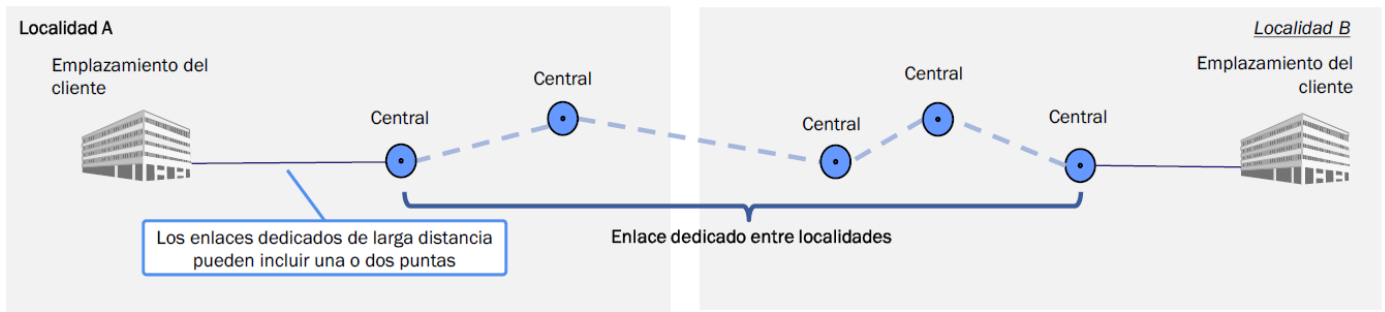 Localidad A
Emplazamiento del
cliente
Central
Central
Los enlaces dedicados de larga distancia
pueden incluir una o dos puntas
Enlace dedicado entre localidades
Localidad B
Emplazamiento del
cliente
Central
Central
Central